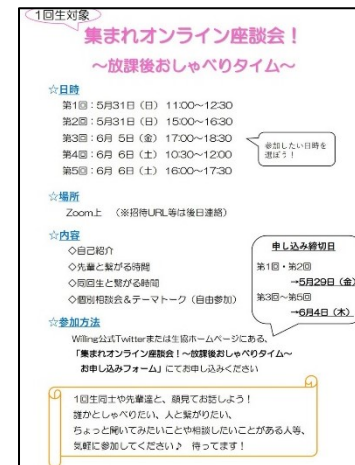 1回生対象
集まれオンライン座談会！
～放課後おしゃべりタイム～
☆日時
第1回：5月31日（日）11:00～12:30
第2回：5月31日（日）15:00～16:30
第3回：6月 5日（金）17:00～18:30
第4回：6月 6日（土）10:30～12:00
第5回：6月 6日（土）16:00～17:30
参加したい日時を
選ぼう！
☆場所
Zoom上　（※招待URL等は後日連絡）
☆内容
◇自己紹介
◇先輩と繋がる時間
◇同回生と繋がる時間
◇個別相談会＆テーマトーク（自由参加）
申し込み締切日
第1回・第2回
→5月29日（金）
第3回～第5回
→6月4日（木）
☆参加方法
Willing公式Twitterまたは生協ホームページにある、
「集まれオンライン座談会！～放課後おしゃべりタイム～
お申し込みフォーム」にてお申し込みください
1回生同士や先輩達と、顔見てお話しよう！
誰かとしゃべりたい、人と繋がりたい、
ちょっと聞いてみたいことや相談したいことがある人等、
気軽に参加してください♪　待ってます！